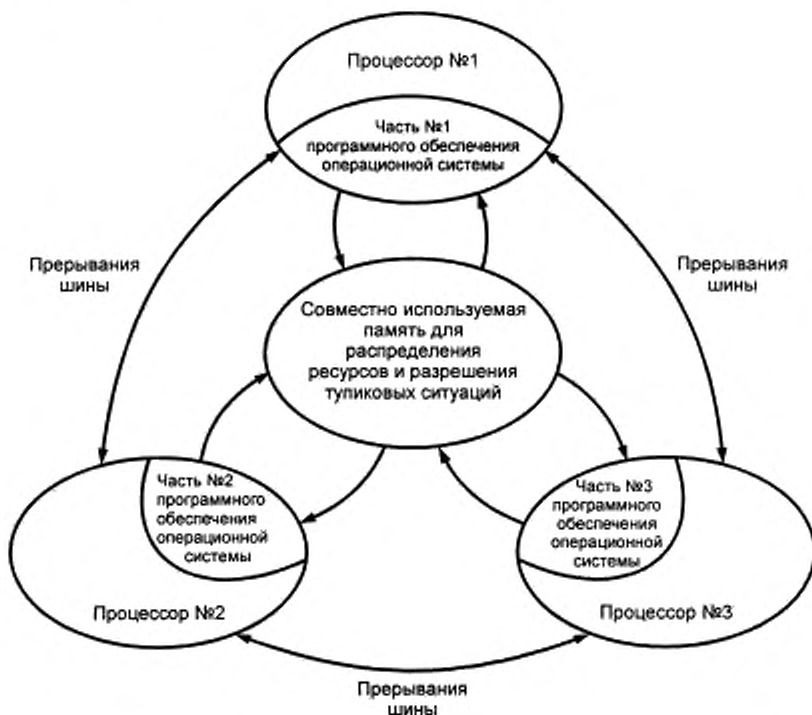 Процессор №1
Часть №1
программного обеспечения
операционной системы
Прерывания
шины
Прерывания
шины
Совместно используемая
память для
распределения
ресурсов и разрешения
тупиковых ситуаций
Часть №2
программного
обеспечения
операционной
системы
Процессор №2
Часть №3
программного
обеспечения
операционной
системы
Процессор №3
Прерывания
шины